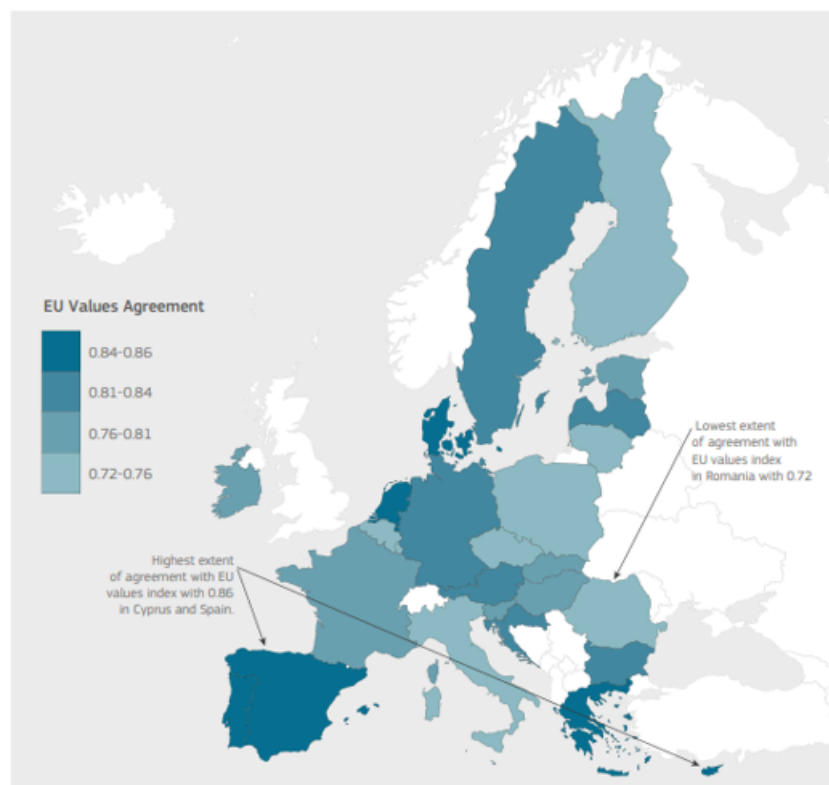 EU Values Agreement
0.84-0.86
0.81-0.84
0.76-0.81
0.72-0.76
Lowest extent
of agreement with
EU values index
in Romania with 0.72
Highest extent
of agreement with EU
values index with 0.86
in Cyprus and Spain.